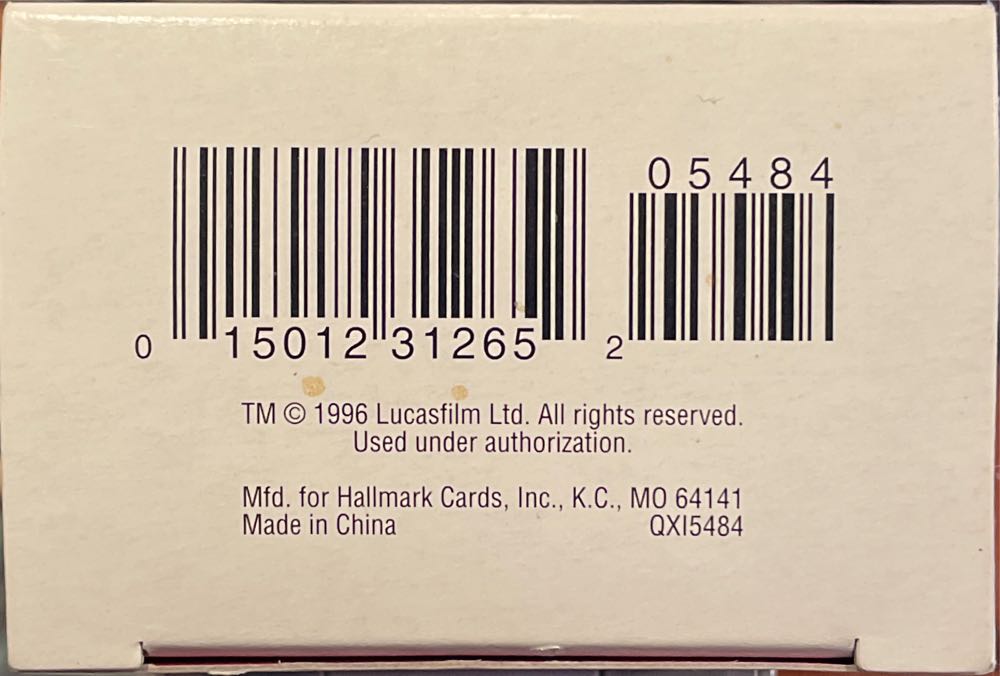 05484
0 15012 31265 2
TM © 1996 Lucasfilm Ltd. All rights reserved.
Used under authorization.
Mfd. for Hallmark Cards, Inc., K.C., MO 64141
Made in China QXI5484